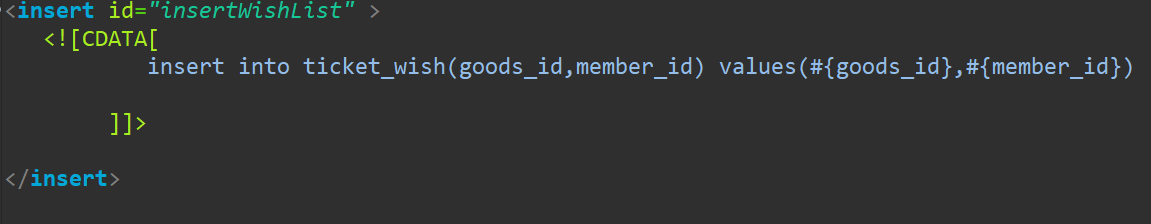 <insert id="insertWishList" >
<![CDATA[
insert into ticket_wish(goods_id,member_id) values(#{goods_id},#{member_id})
]]>
</insert>